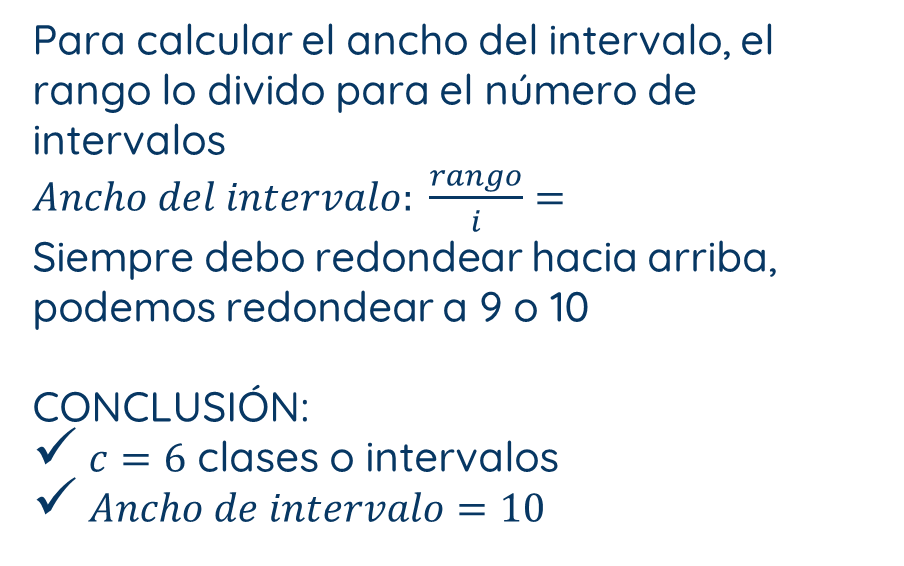 Para calcular el ancho del intervalo, el
rango lo divido para el número de
intervalos
Ancho del intervalo: rango/i =
Siempre debo redondear hacia arriba,
podemos redondear a 9 o 10
CONCLUSIÓN:
✓ c = 6 clases o intervalos
✓ Ancho de intervalo = 10